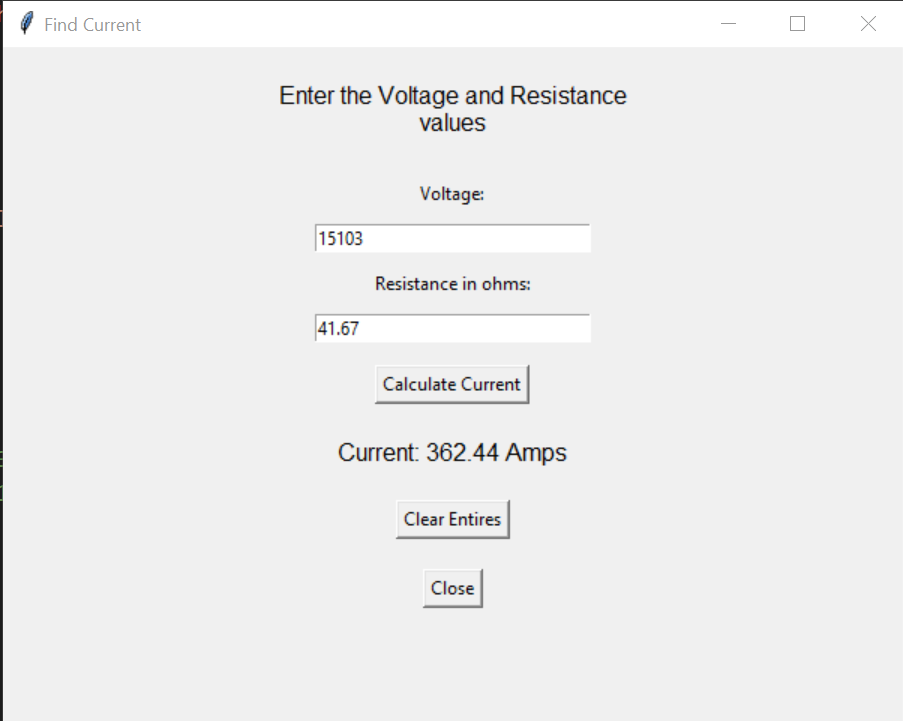 Find Current
Enter the Voltage and Resistance
values
Voltage:
15103
Resistance in ohms:
41.67
Calculate Current
Current: 362.44 Amps
Clear Entires
Close